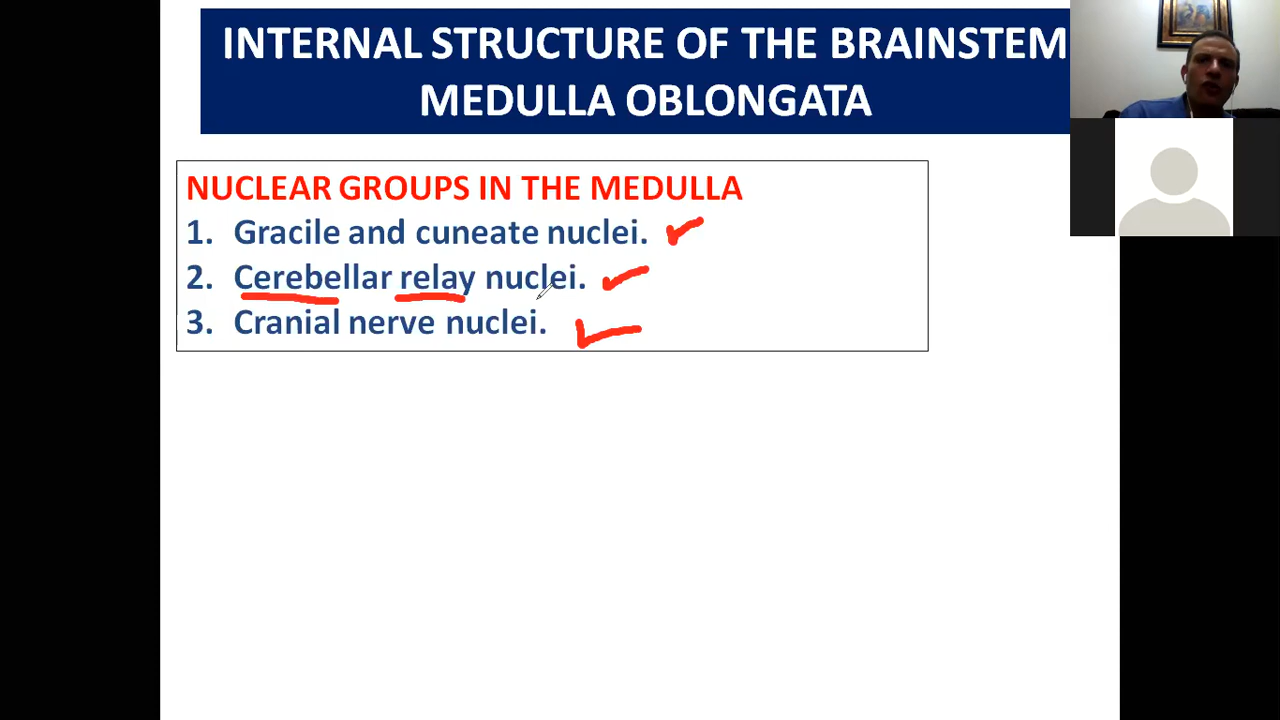 INTERNAL STRUCTURE OF THE BRAINSTEM
MEDULLA OBLONGATA
NUCLEAR GROUPS IN THE MEDULLA
1. Gracile and cuneate nuclei.
2. Cerebellar relay nuclei.
3. Cranial nerve nuclei.